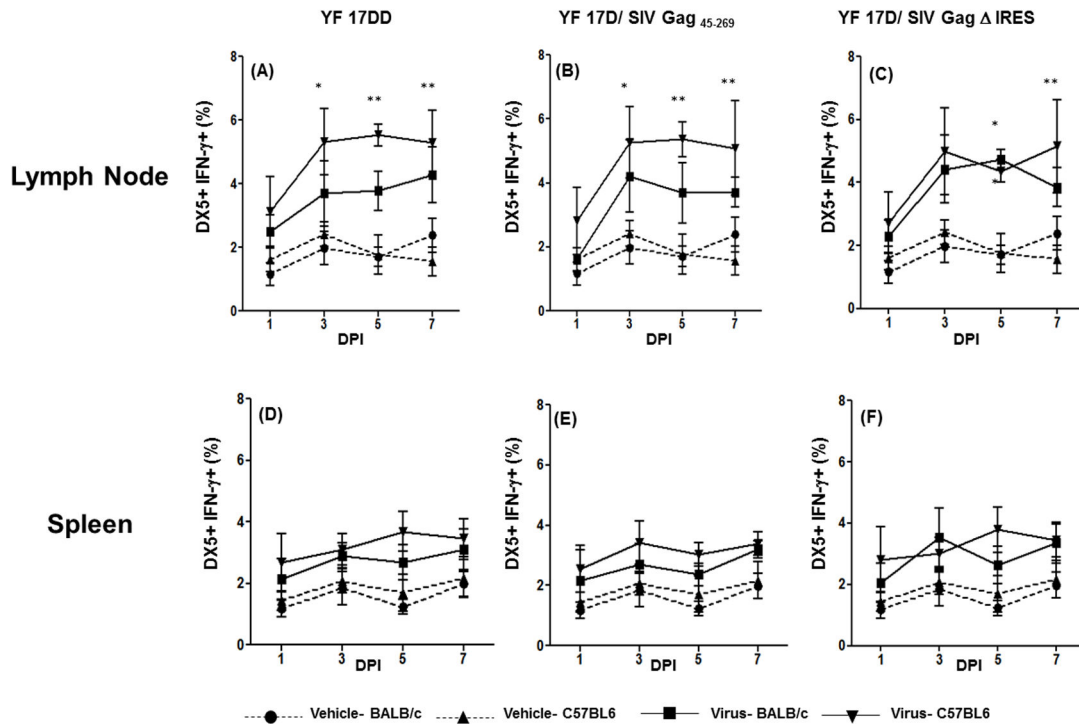 YF 17DD
YF 17D/ SIV Gag 45-269
YF 17D/ SIV Gag Δ IRES
Lymph Node
(A)
DX5+ IFN-γ+ (%)
8
6
4
2
0
*
**
**
1 3 5 7
DPI
(B)
DX5+ IFN-γ+ (%)
8
6
4
2
0
*
**
**
1 3 5 7
DPI
(C)
DX5+ IFN-γ+ (%)
8
6
4
2
0
*
*
**
1 3 5 7
DPI
Spleen
(D)
DX5+ IFN-γ+ (%)
8
6
4
2
0
1 3 5 7
DPI
(E)
DX5+ IFN-γ+ (%)
8
6
4
2
0
1 3 5 7
DPI
(F)
DX5+ IFN-γ+ (%)
8
6
4
2
0
1 3 5 7
DPI
Vehicle- BALB/c Vehicle- C57BL6 Virus- BALB/c Virus- C57BL6